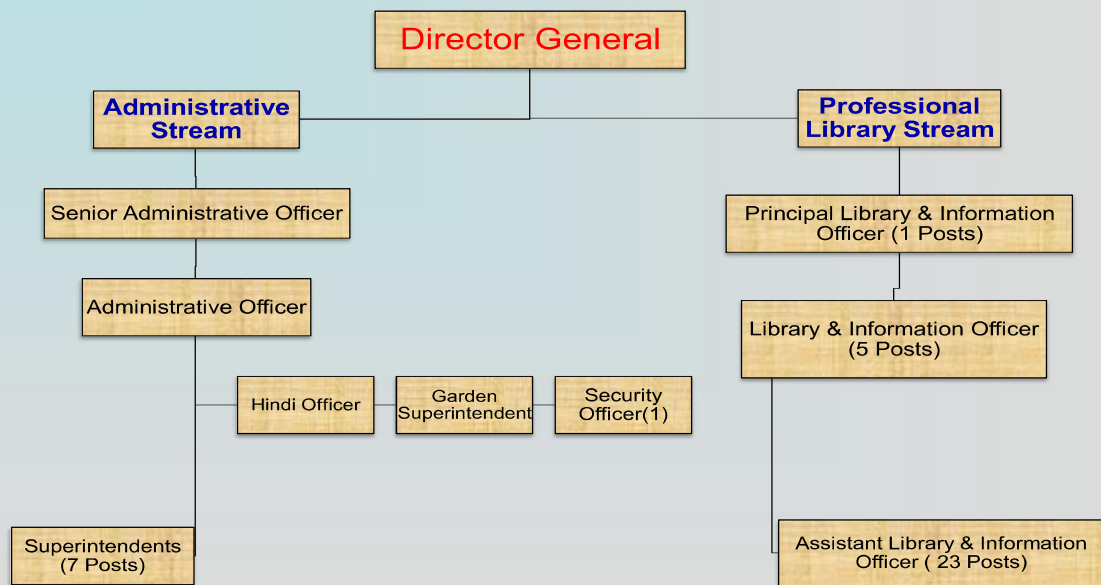 Director General
Administrative
Stream
Professional
Library Stream
Senior Administrative Officer
Principal Library & Information
Officer (1 Posts)
Administrative Officer
Library & Information Officer
(5 Posts)
Hindi Officer
Garden
Superintendent
Security
Officer(1)
Superintendents
(7 Posts)
Assistant Library & Information
Officer ( 23 Posts)